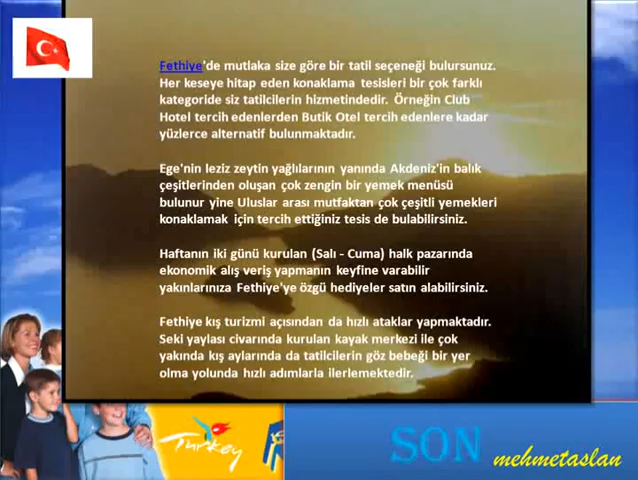 Fethiye'de mutlaka size göre bir tatil seçeneği bulursunuz.
Her keseye hitap eden konaklama tesisleri bir çok farklı
kategoride siz tatilcilerin hizmetindedir. Örneğin Club
Hotel tercih edenlerden Butik Otel tercih edenlere kadar
yüzlerce alternatif bulunmaktadır.
Ege'nin leziz zeytin yağlılarının yanında Akdeniz'in balık
çeşitlerinden oluşan çok zengin bir yemek menüsü
bulunur yine Uluslar arası mutfaktan çok çeşitli yemekleri
konaklamak için tercih ettiğiniz tesis de bulabilirsiniz.
Haftanın iki günü kurulan (Salı - Cuma) halk pazarında
ekonomik alış veriş yapmanın keyfine varabilir
yakınlarınıza Fethiye'ye özgü hediyeler satın alabilirsiniz.
Fethiye kış turizmi açısından da hızlı ataklar yapmaktadır.
Seki yaylası civarında kurulan kayak merkezi ile çok
yakında kış aylarında da tatilcilerin göz bebeği bir yer
olma yolunda hızlı adımlarla ilerlemektedir.
Turkey
SON
mehmetaslan